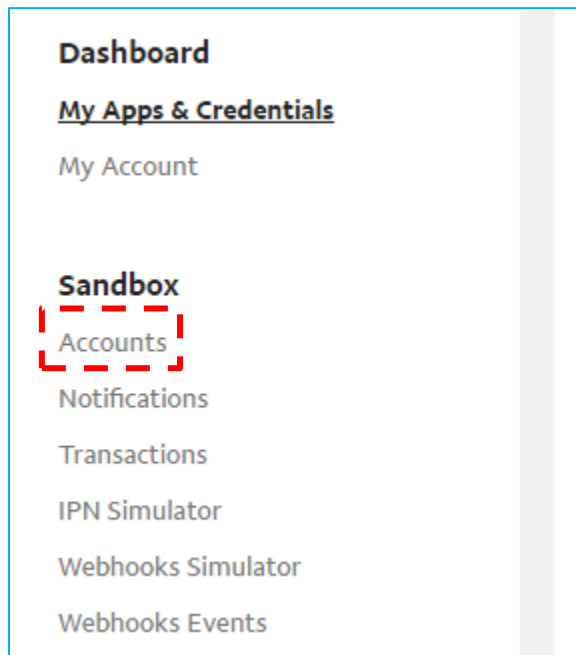 Dashboard
My Apps & Credentials
My Account
Sandbox
Accounts
Notifications
Transactions
IPN Simulator
Webhooks Simulator
Webhooks Events